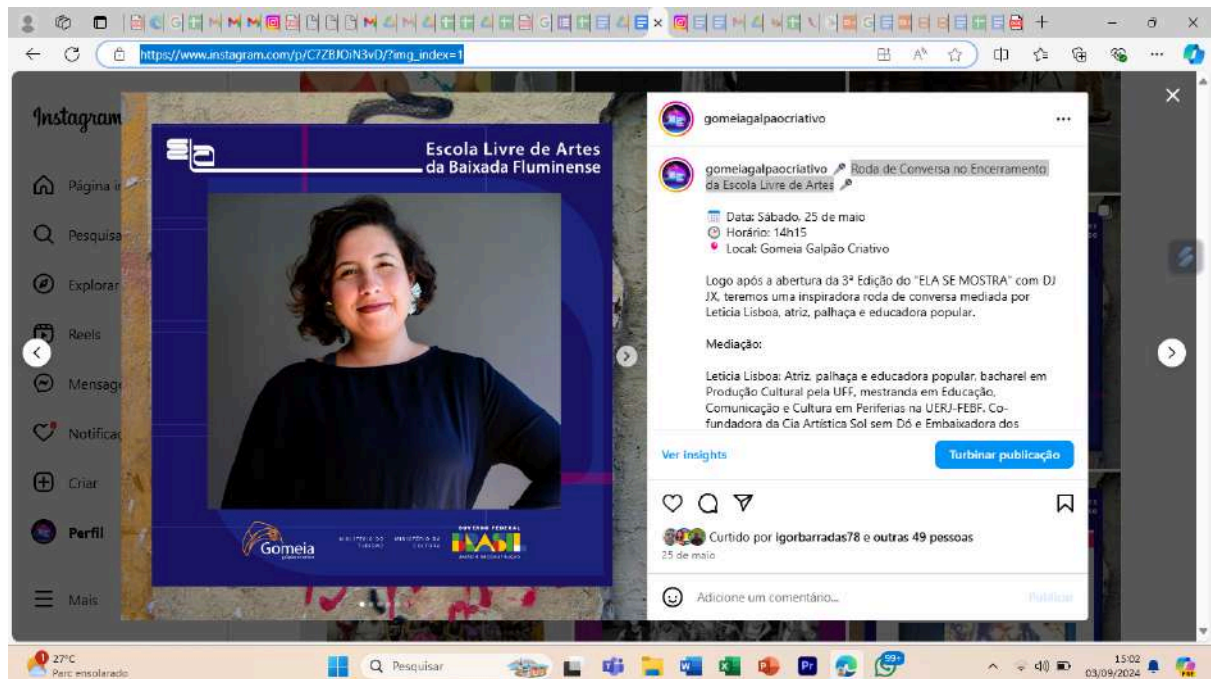 https://www.instagram.com/p/C7ZBJOiN3vD/?img_index=1
Instagram
Página
Pesquisa
Explorar
Reels
Mensage
Notificaç
Criar
Perfil
Mais
Escola Livre de Artes
da Baixada Fluminense
Gomeia
GOVERNO FEDERAL
BRASIL
gomeiagalpaocriativo
gomeiagalpaocriativo 🎤 Roda de Conversa no Encerramento
da Escola Livre de Artes 🎤
📅 Data: Sábado, 25 de maio
🕑 Horário: 14h15
📍 Local: Gomeia Galpão Criativo
Logo após a abertura da 3ª Edição do "ELA SE MOSTRA" com DJ
JX, teremos uma inspiradora roda de conversa mediada por
Leticia Lisboa, atriz, palhaça e educadora popular.
Mediação:
Leticia Lisboa: Atriz, palhaça e educadora popular, bacharel em
Produção Cultural pela UFF, mestranda em Educação,
Comunicação e Cultura em Periferias na UERJ-FEBF. Co-
fundadora da Cia Artística Sol sem Dó e Embaixadora dos
Ver insights
Turbinar publicação
Curtido por igorbarradas78 e outras 49 pessoas
25 de maio
Adicione um comentário...
Publicar
27°C
Parc ensolarado
Pesquisar
99+
15:02
03/09/2024